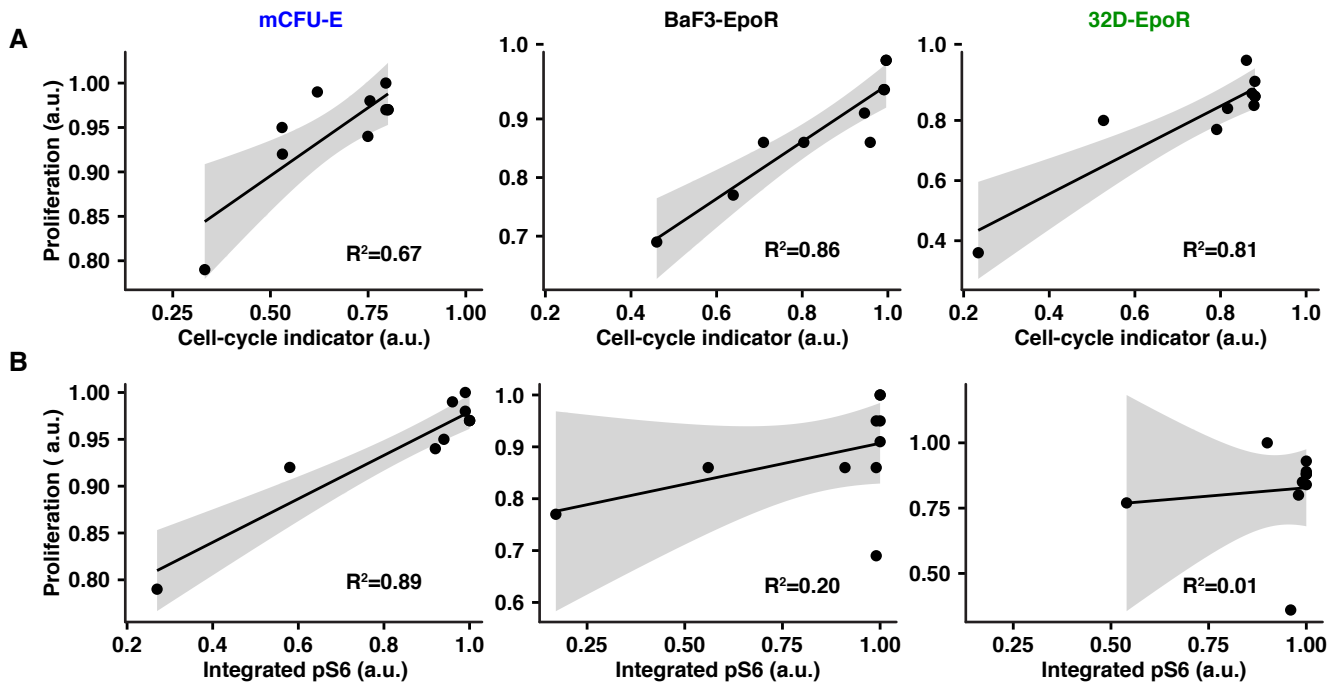 mCFU-E BaF3-EpoR 32D-EpoR
A
Proliferation (a.u.)
1.00
0.95
0.90
0.85
0.80
R²=0.67
0.25 0.50 0.75 1.00
Cell-cycle indicator (a.u.)
1.0
0.9
0.8
0.7
R²=0.86
0.2 0.4 0.6 0.8 1.0
Cell-cycle indicator (a.u.)
1.0
0.8
0.6
0.4
R²=0.81
0.2 0.4 0.6 0.8 1.0
Cell-cycle indicator (a.u.)
B
Proliferation ( a.u.)
1.00
0.95
0.90
0.85
0.80
R²=0.89
0.2 0.4 0.6 0.8 1.0
Integrated pS6 (a.u.)
1.0
0.9
0.8
0.7
0.6
R²=0.20
0.25 0.50 0.75 1.00
Integrated pS6 (a.u.)
1.00
0.75
0.50
R²=0.01
0.25 0.50 0.75 1.00
Integrated pS6 (a.u.)